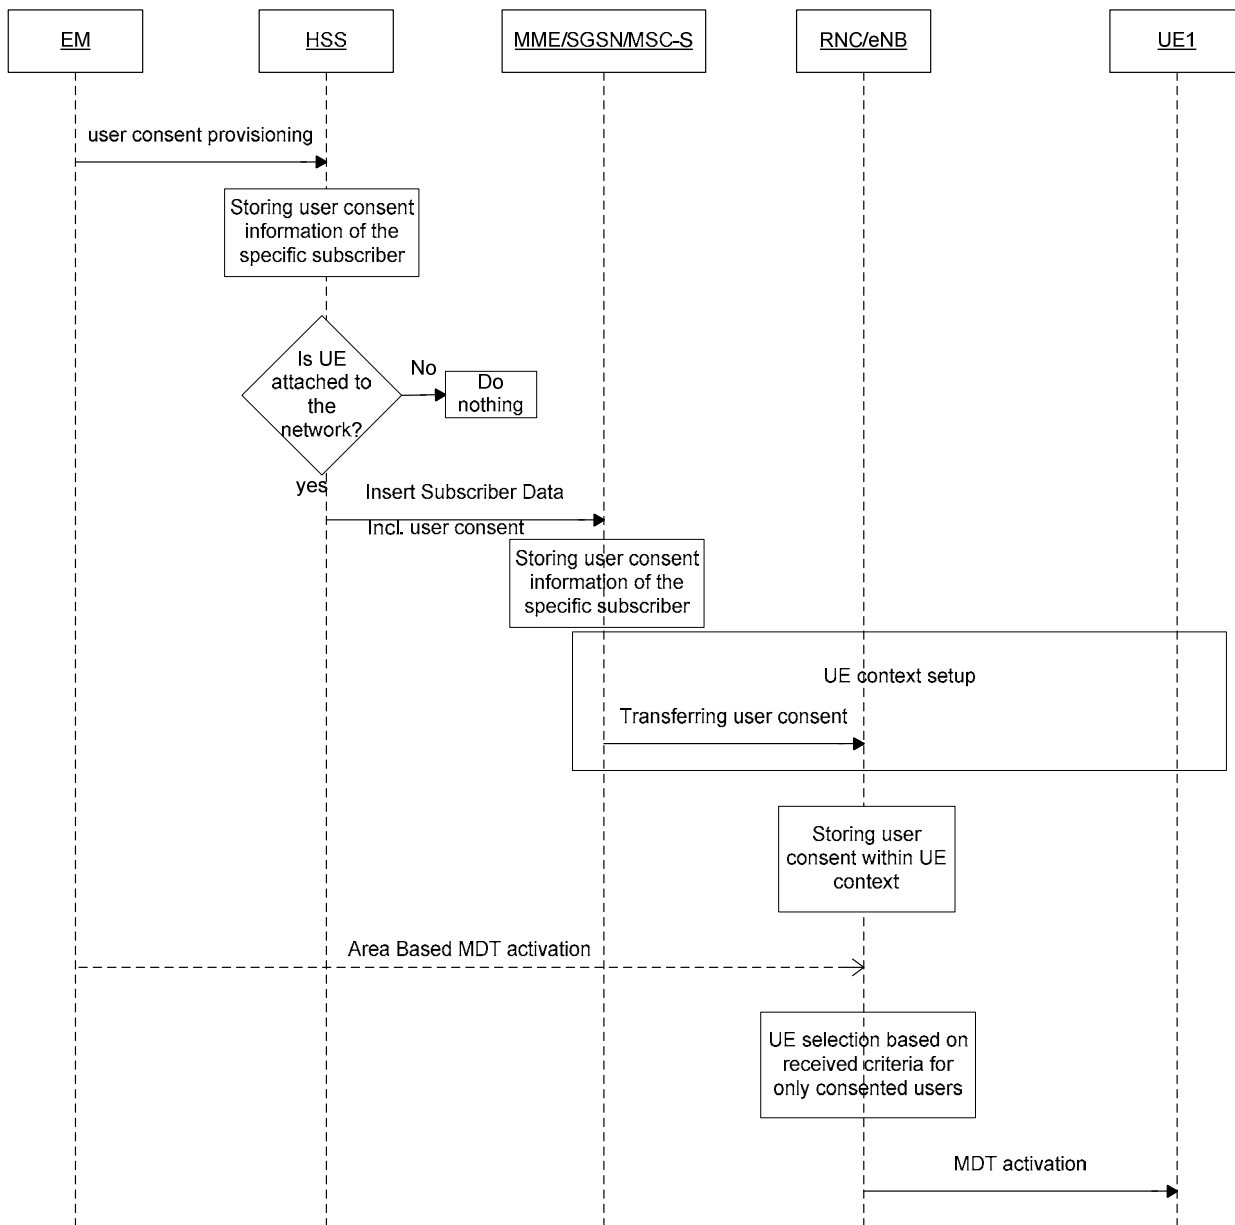 EM
HSS
MME/SGSN/MSC-S
RNC/eNB
UE1
user consent provisioning
Storing user consent
information of the
specific subscriber
Is UE
attached to
the
network?
No
Do
nothing
yes
Insert Subscriber Data
Incl. user consent
Storing user consent
information of the
specific subscriber
UE context setup
Transferring user consent
Storing user
consent within UE
context
Area Based MDT activation
UE selection based on
received criteria for
only consented users
MDT activation